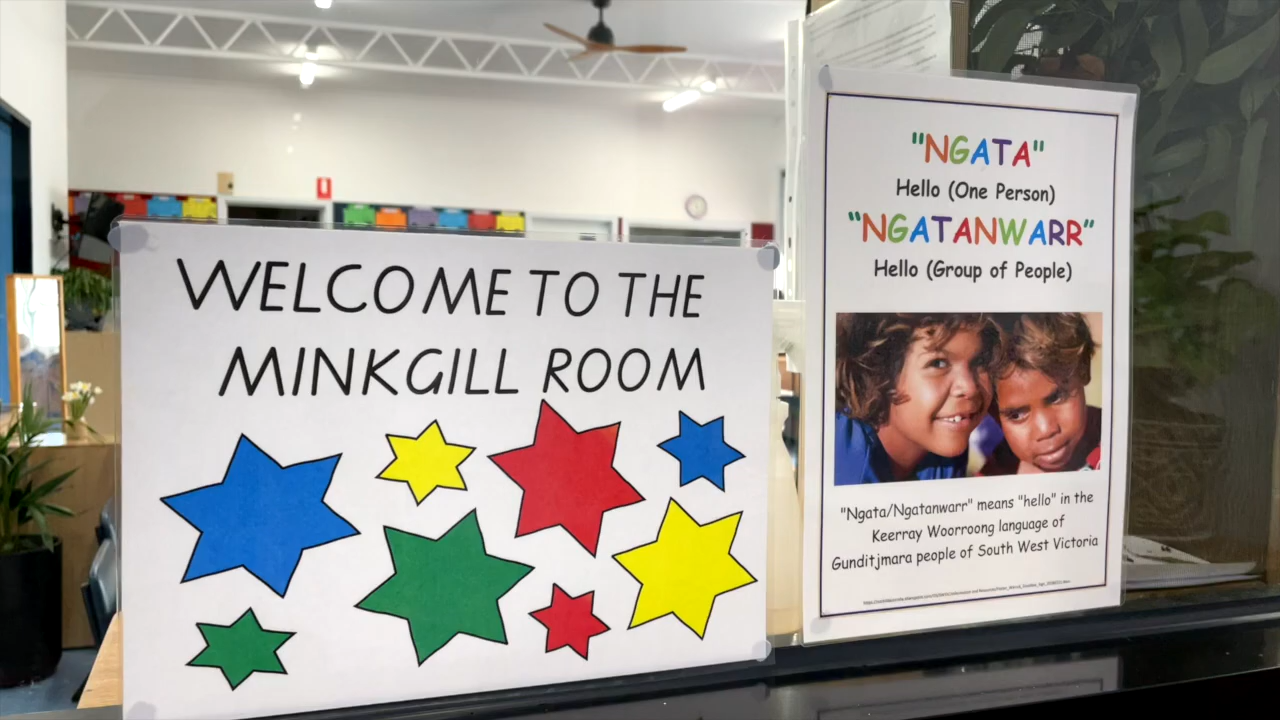 WELCOME TO THE
MINKGILL ROOM
"NGATA"
Hello (One Person)
"NGATANWARR"
Hello (Group of People)
"Ngata/Ngatanwarr" means "hello" in the
Keerray Woorroong language of
Gunditjmara people of South West Victoria